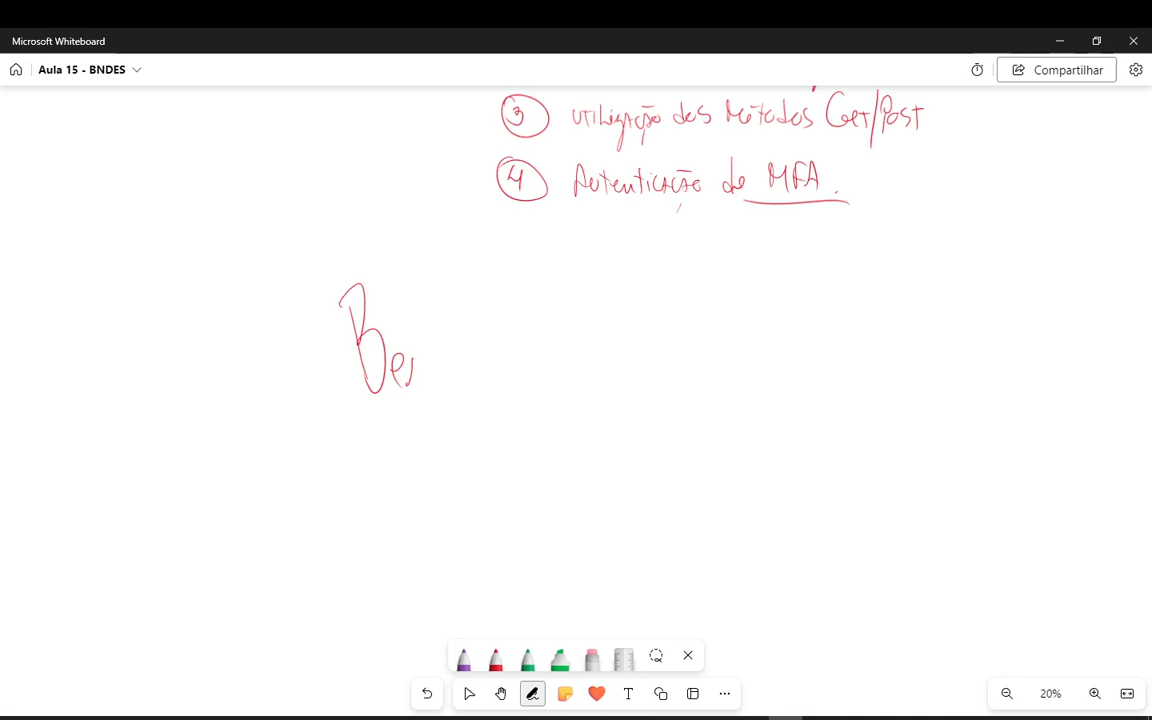 Microsoft Whiteboard
Aula 15 - BNDES
Compartilhar
3 Utilização dos Métodos Get/Post
4 Autenticação de MFA.
20%